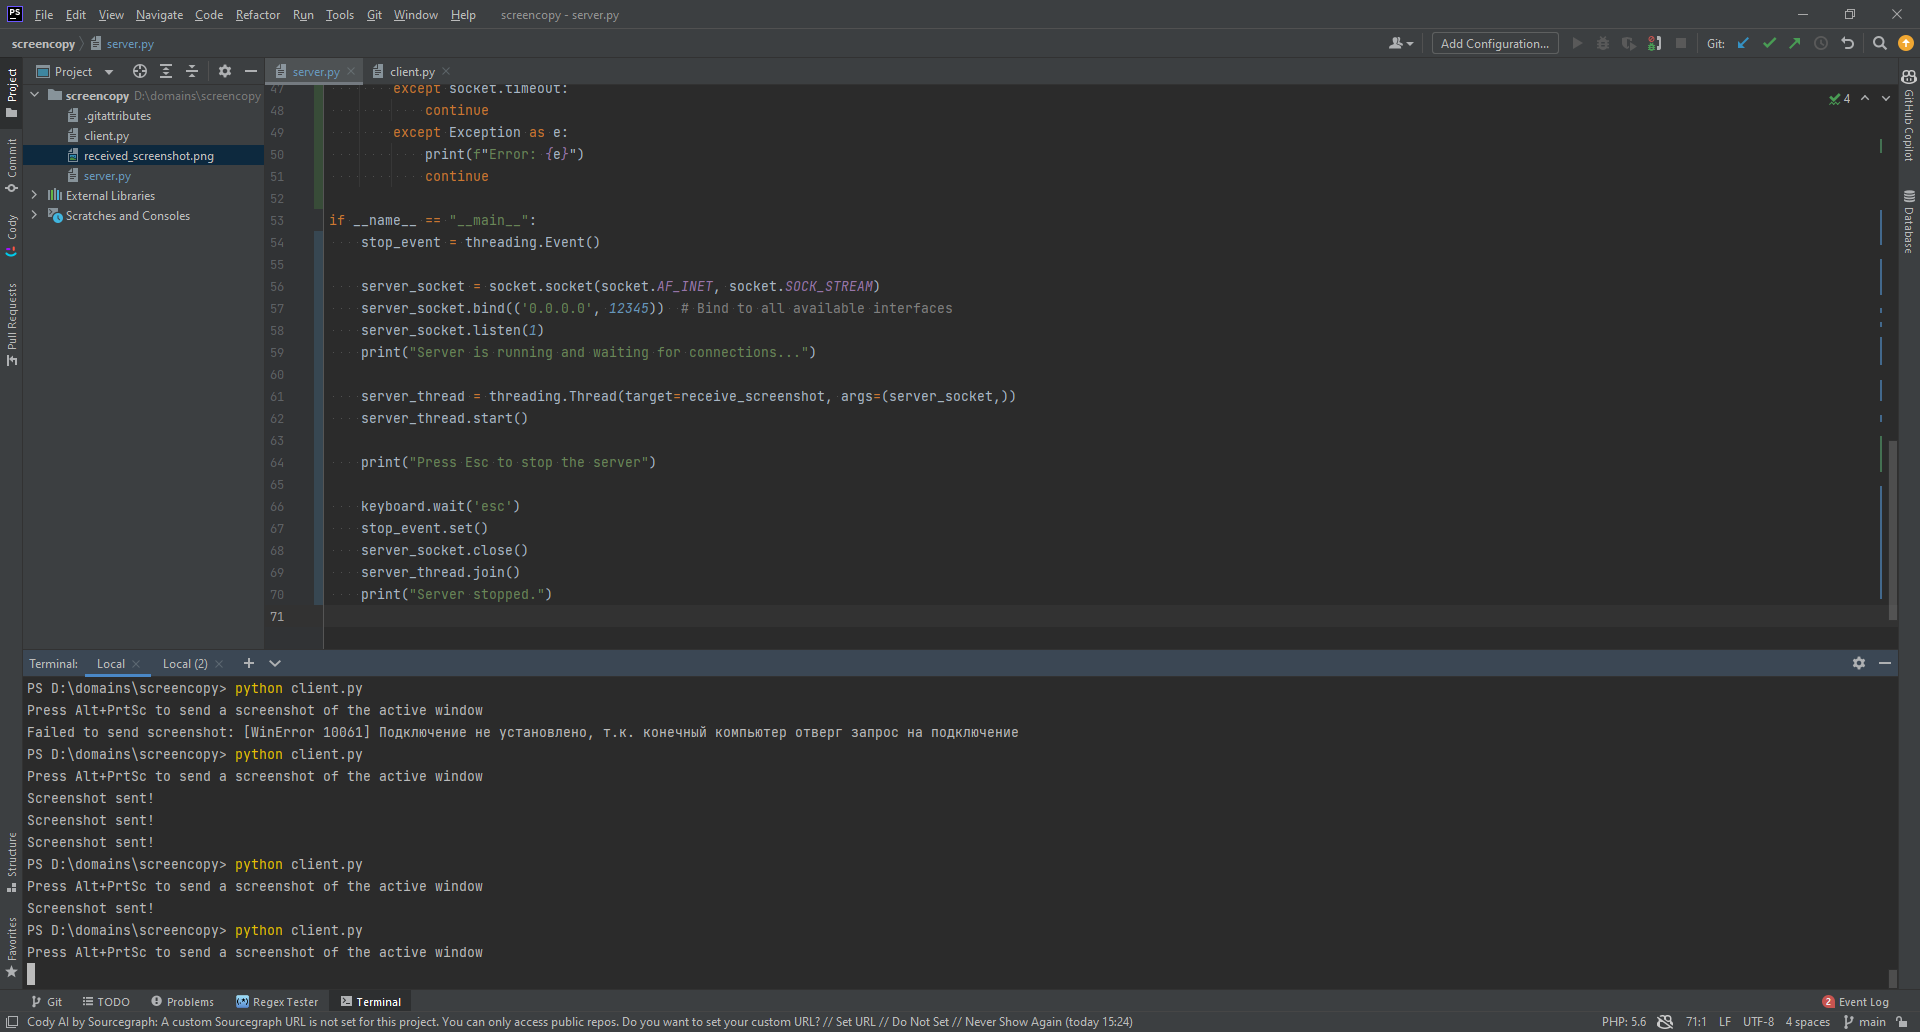 PS File Edit View Navigate Code Refactor Run Tools Git Window Help screencopy - server.py
screencopy server.py Add Configuration... Git:
Project server.py client.py
screencopy D:\domains\screencopy
.gitattributes
client.py
received_screenshot.png
server.py
External Libraries
Scratches and Consoles
Project
Commit
Cody
Pull Requests
Structure
Favorites
47 except socket.timeout:
48 continue
49 except Exception as e:
50 print(f"Error: {e}")
51 continue
52
53 if __name__ == "__main__":
54 stop_event = threading.Event()
55
56 server_socket = socket.socket(socket.AF_INET, socket.SOCK_STREAM)
57 server_socket.bind(('0.0.0.0', 12345))  # Bind to all available interfaces
58 server_socket.listen(1)
59 print("Server is running and waiting for connections...")
60
61 server_thread = threading.Thread(target=receive_screenshot, args=(server_socket,))
62 server_thread.start()
63
64 print("Press Esc to stop the server")
65
66 keyboard.wait('esc')
67 stop_event.set()
68 server_socket.close()
69 server_thread.join()
70 print("Server stopped.")
71
4
GitHub Copilot
Database
Terminal: Local Local (2)
PS D:\domains\screencopy> python client.py
Press Alt+PrtSc to send a screenshot of the active window
Failed to send screenshot: [WinError 10061] Подключение не установлено, т.к. конечный компьютер отверг запрос на подключение
PS D:\domains\screencopy> python client.py
Press Alt+PrtSc to send a screenshot of the active window
Screenshot sent!
Screenshot sent!
Screenshot sent!
PS D:\domains\screencopy> python client.py
Press Alt+PrtSc to send a screenshot of the active window
Screenshot sent!
PS D:\domains\screencopy> python client.py
Press Alt+PrtSc to send a screenshot of the active window
Git TODO Problems Regex Tester Terminal 2 Event Log
Cody AI by Sourcegraph: A custom Sourcegraph URL is not set for this project. You can only access public repos. Do you want to set your custom URL? // Set URL // Do Not Set // Never Show Again (today 15:24) PHP: 5.6 71:1 LF UTF-8 4 spaces main